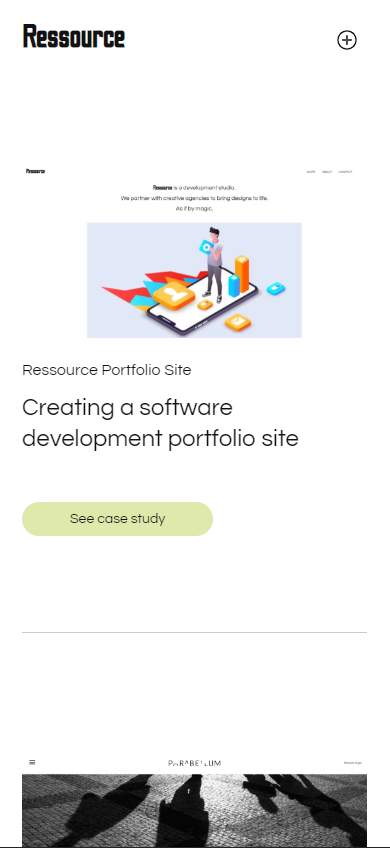 Ressource
Ressource
HOME ABOUT CONTACT
Ressource is a development studio.
We partner with creative agencies to bring designs to life.
As if by magic.
Ressource Portfolio Site
Creating a software
development portfolio site
See case study
PARABELLUM